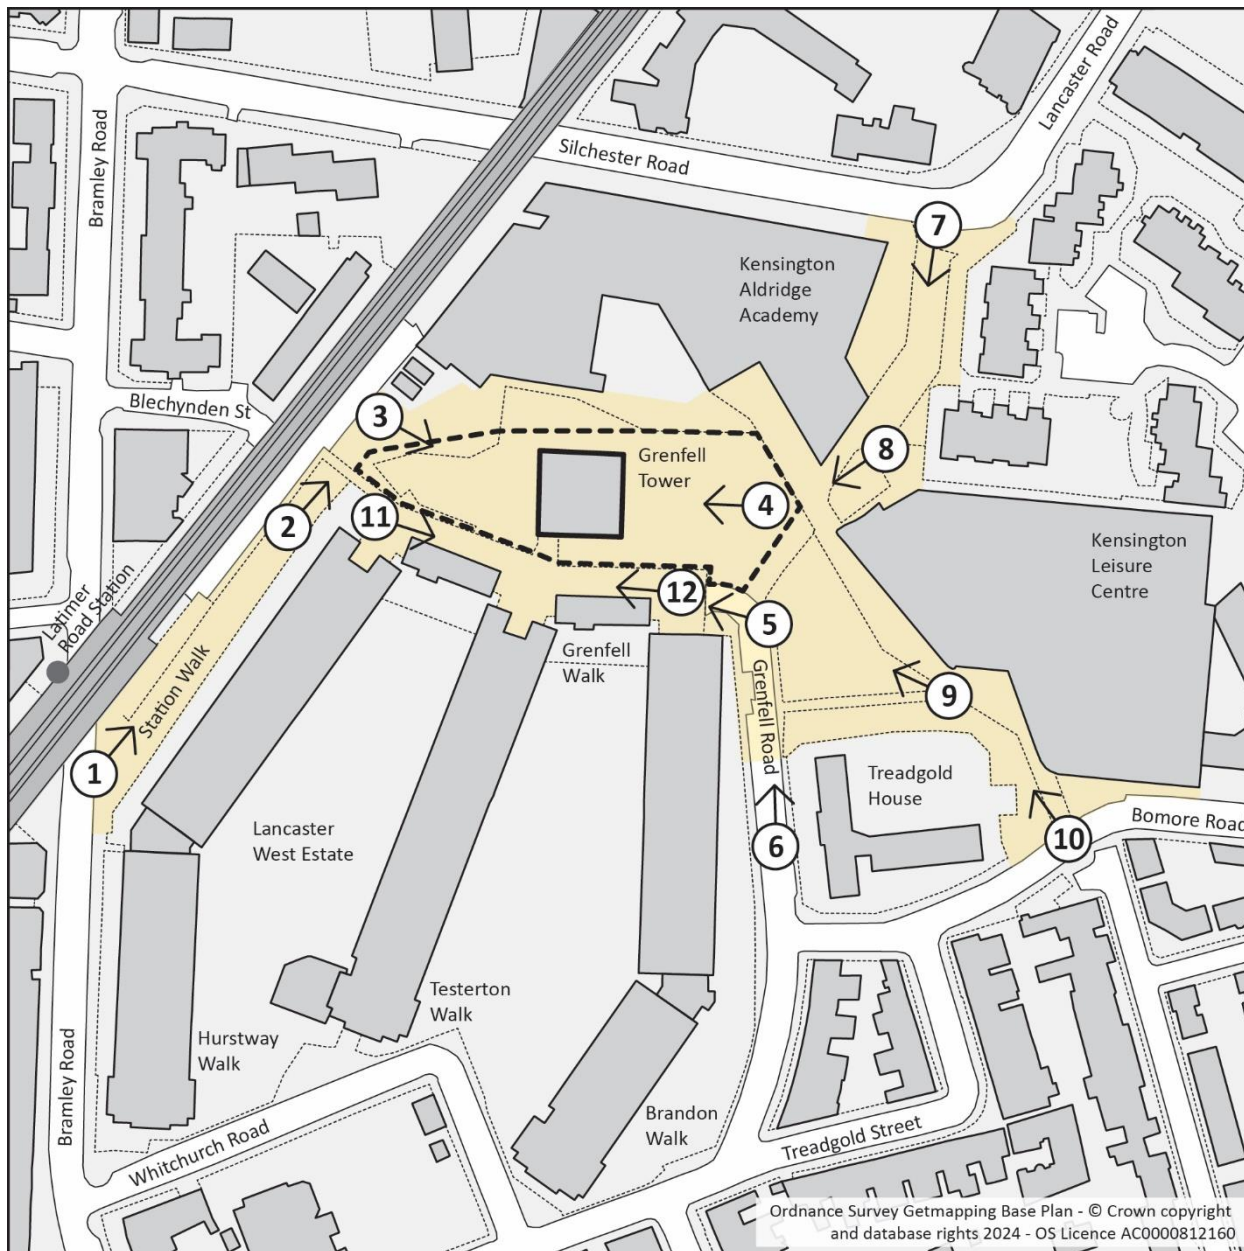 Lancaster Road
Bramley Road
Silchester Road
7
Kensington
Aldridge
Academy
Blechynden St
3
8
Grenfell
Tower
4
2
11
Kensington
Leisure
Centre
12
5
Latimer
Road Station
Station Walk
Grenfell
Walk
Grenfell Road
9
1
Treadgold
House
Lancaster
West Estate
6
10
Bomore Road
Testerton
Walk
Hurstway
Walk
Bramley Road
Whitchurch Road
Brandon
Walk
Treadgold Street
Ordnance Survey Getmapping Base Plan - © Crown copyright
and database rights 2024 - OS Licence AC0000812160